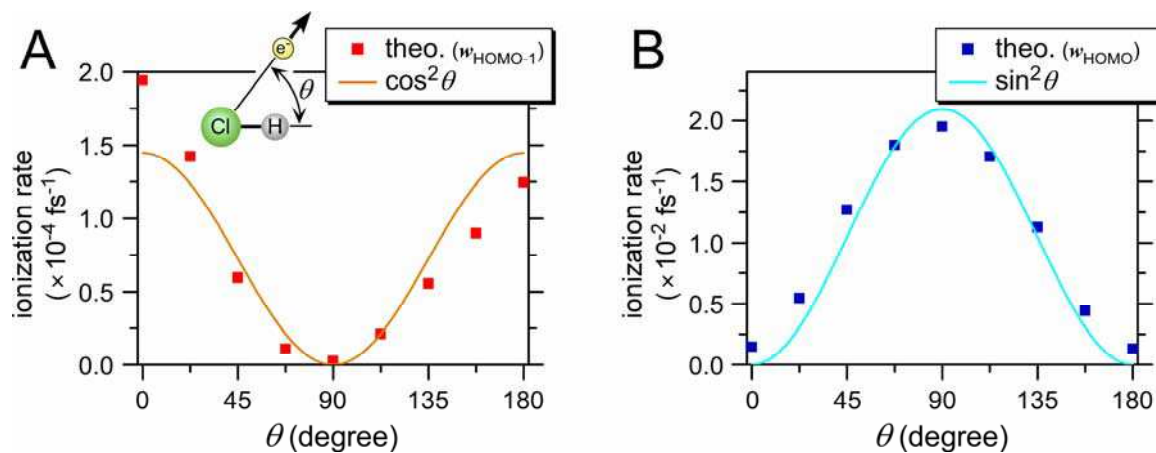 A
e-
θ
Cl
H
theo. (wHOMO-1)
cos2θ
2.0
1.5
1.0
0.5
0.0
ionization rate
(×10-4 fs-1)
0
45
90
135
180
θ (degree)
B
theo. (wHOMO)
sin2θ
2.0
1.5
1.0
0.5
0.0
ionization rate
(×10-2 fs-1)
0
45
90
135
180
θ (degree)